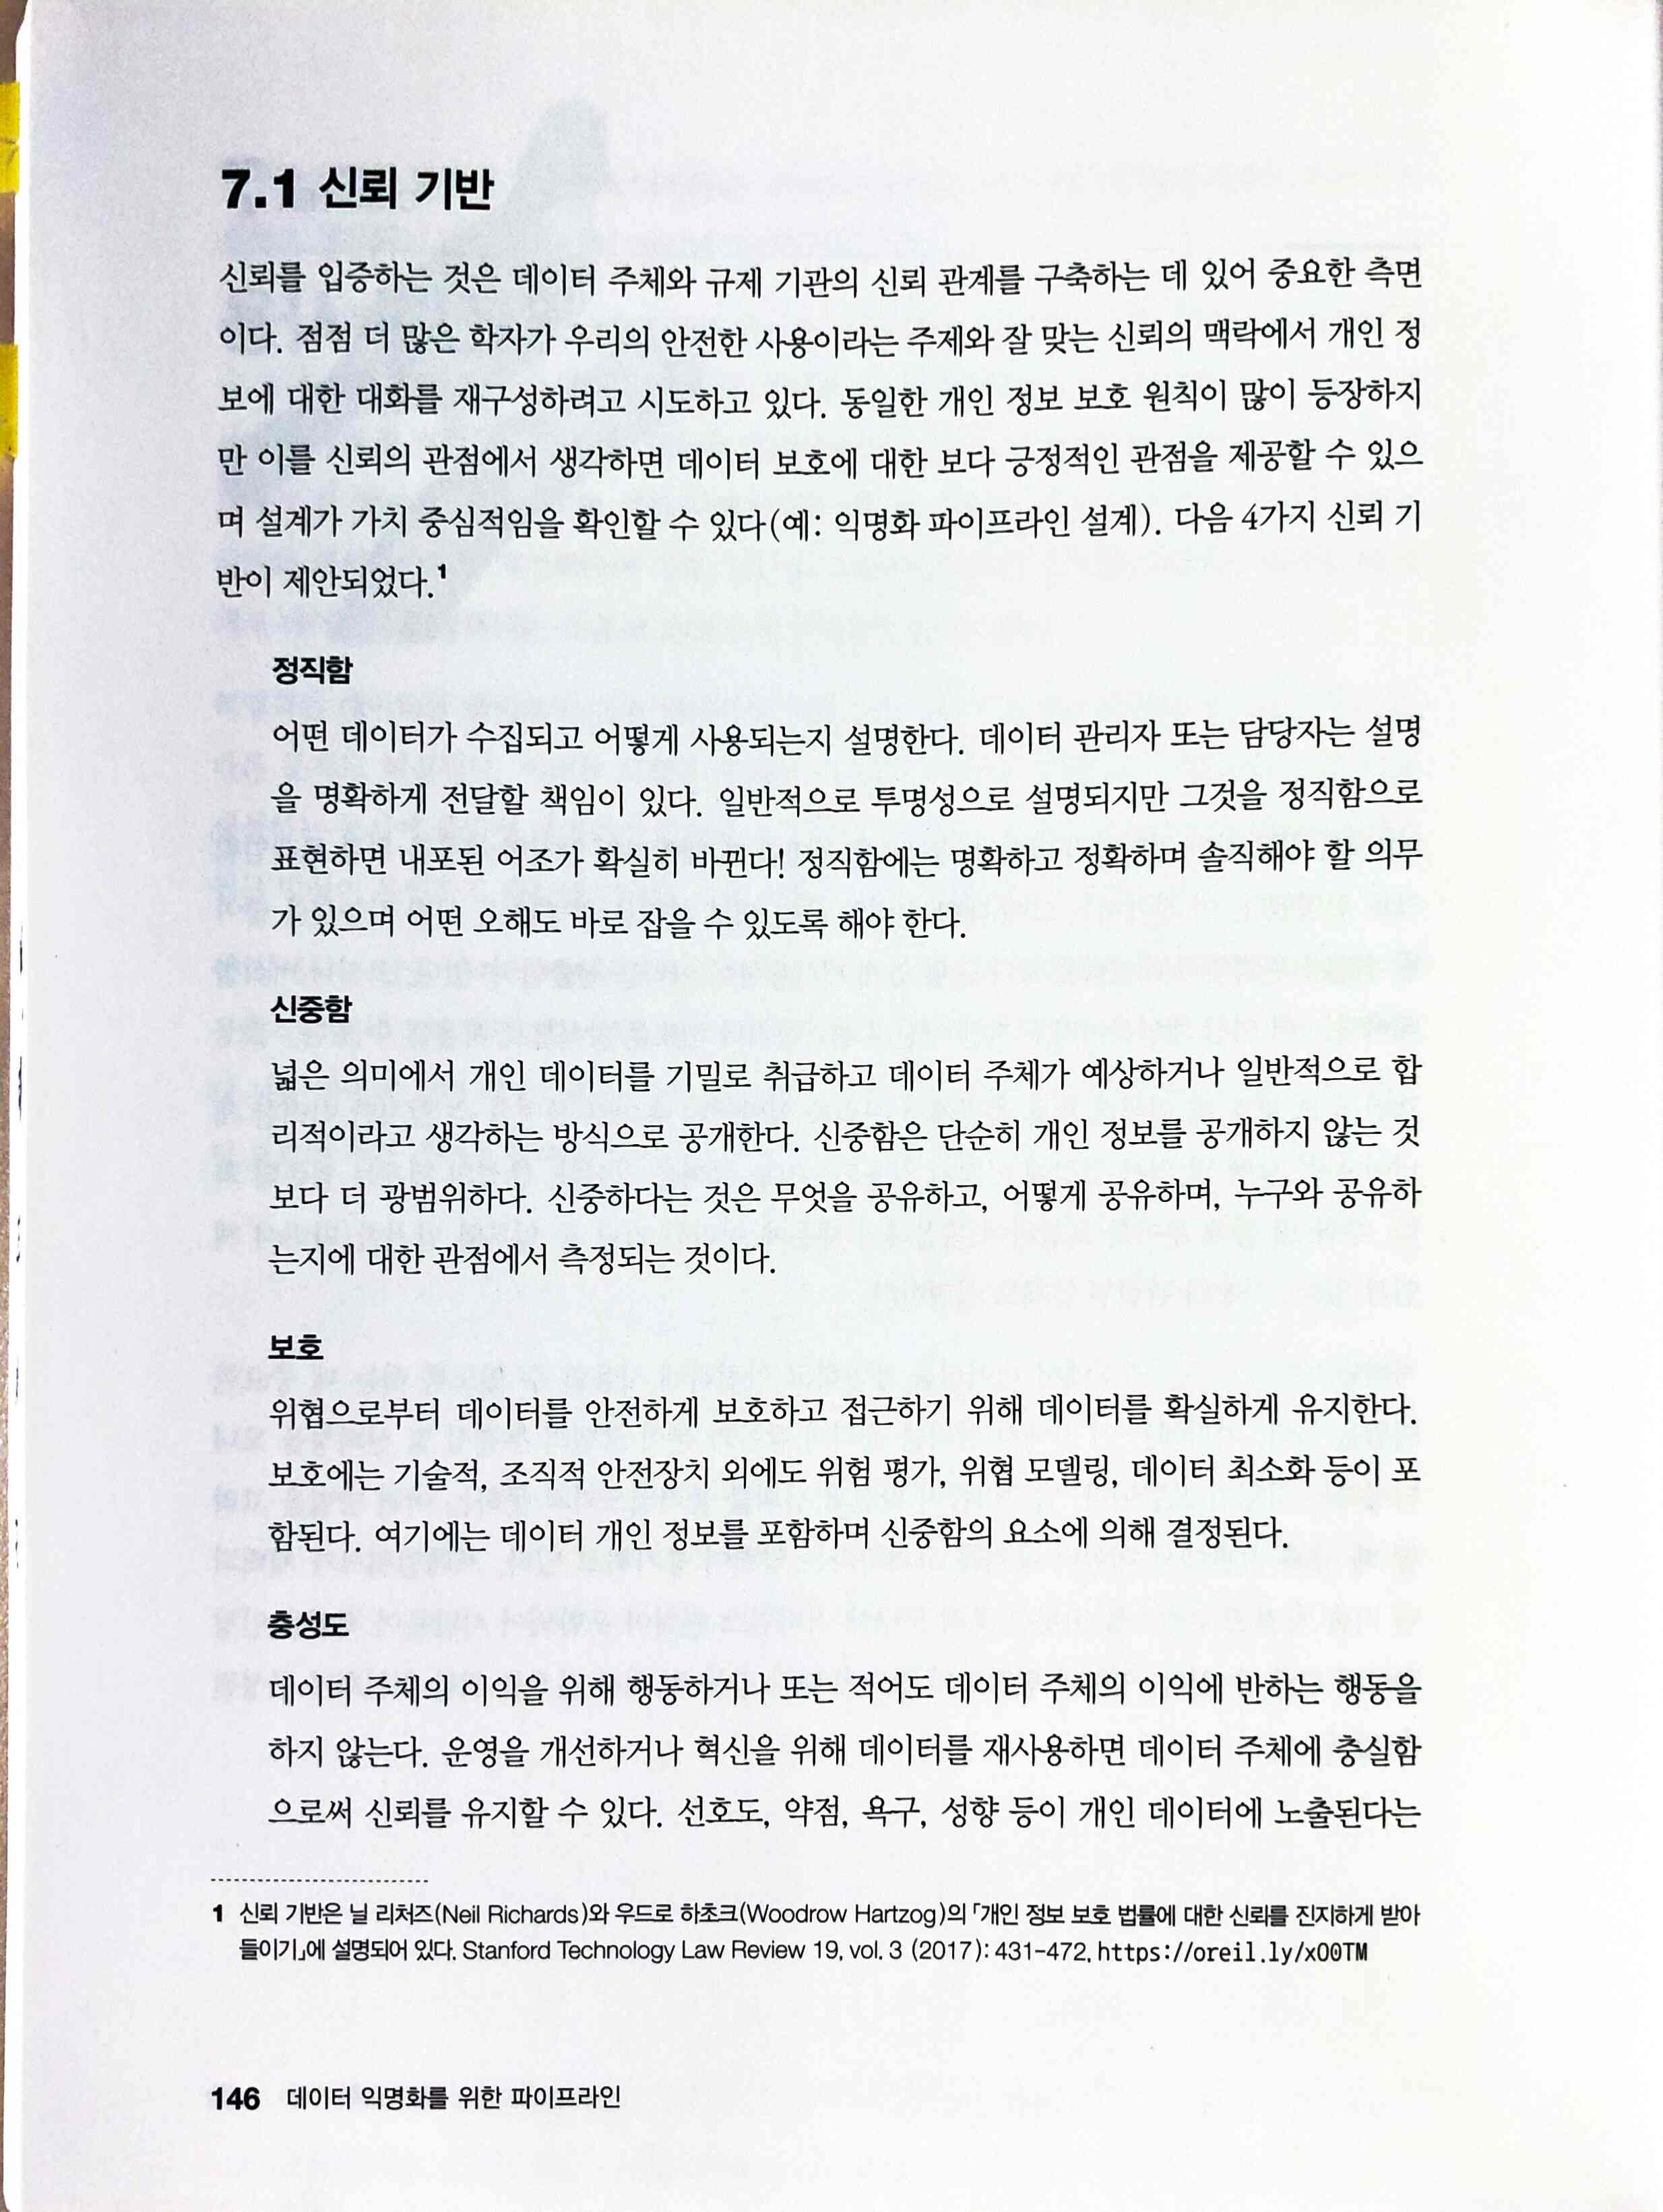 7.1 신뢰 기반
신뢰를 입증하는 것은 데이터 주체와 규제 기관의 신뢰 관계를 구축하는 데 있어 중요한 측면
이다. 점점 더 많은 학자가 우리의 안전한 사용이라는 주제와 잘 맞는 신뢰의 맥락에서 개인 정
보에 대한 대화를 재구성하려고 시도하고 있다. 동일한 개인 정보 보호 원칙이 많이 등장하지
만 이를 신뢰의 관점에서 생각하면 데이터 보호에 대한 보다 긍정적인 관점을 제공할 수 있으
며 설계가 가치 중심적임을 확인할 수 있다(예: 익명화 파이프라인 설계). 다음 4가지 신뢰 기
반이 제안되었다.1
정직함
어떤 데이터가 수집되고 어떻게 사용되는지 설명한다. 데이터 관리자 또는 담당자는 설명
을 명확하게 전달할 책임이 있다. 일반적으로 투명성으로 설명되지만 그것을 정직함으로
표현하면 내포된 어조가 확실히 바뀐다! 정직함에는 명확하고 정확하며 솔직해야 할 의무
가 있으며 어떤 오해도 바로 잡을 수 있도록 해야 한다.
신중함
넓은 의미에서 개인 데이터를 기밀로 취급하고 데이터 주체가 예상하거나 일반적으로 합
리적이라고 생각하는 방식으로 공개한다. 신중함은 단순히 개인 정보를 공개하지 않는 것
보다 더 광범위하다. 신중하다는 것은 무엇을 공유하고, 어떻게 공유하며, 누구와 공유하
는지에 대한 관점에서 측정되는 것이다.
보호
위협으로부터 데이터를 안전하게 보호하고 접근하기 위해 데이터를 확실하게 유지한다.
보호에는 기술적, 조직적 안전장치 외에도 위험 평가, 위협 모델링, 데이터 최소화 등이 포
함된다. 여기에는 데이터 개인 정보를 포함하며 신중함의 요소에 의해 결정된다.
충성도
데이터 주체의 이익을 위해 행동하거나 또는 적어도 데이터 주체의 이익에 반하는 행동을
하지 않는다. 운영을 개선하거나 혁신을 위해 데이터를 재사용하면 데이터 주체에 충실함
으로써 신뢰를 유지할 수 있다. 선호도, 약점, 욕구, 성향 등이 개인 데이터에 노출된다는
1 신뢰 기반은 닐 리처즈(Neil Richards)와 우드로 하초크(Woodrow Hartzog)의 「개인 정보 보호 법률에 대한 신뢰를 진지하게 받아
들이기」에 설명되어 있다. Stanford Technology Law Review 19, vol. 3 (2017): 431-472, https://oreil.ly/xO0TM
146 데이터 익명화를 위한 파이프라인